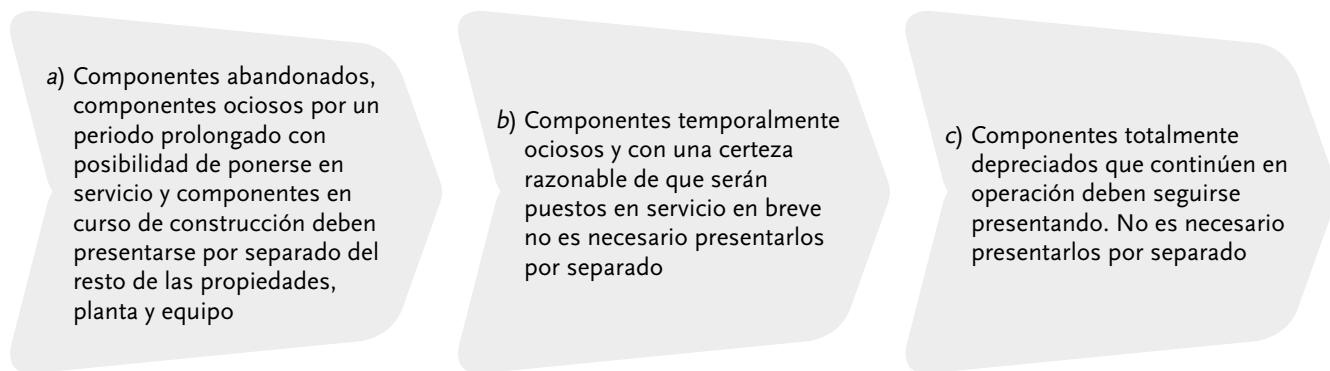 a) Componentes abandonados,
componentes ociosos por un
periodo prolongado con
posibilidad de ponerse en
servicio y componentes en
curso de construcción deben
presentarse por separado del
resto de las propiedades,
planta y equipo
b) Componentes temporalmente
ociosos y con una certeza
razonable de que serán
puestos en servicio en breve
no es necesario presentarlos
por separado
c) Componentes totalmente
depreciados que continúen en
operación deben seguirse
presentando. No es necesario
presentarlos por separado